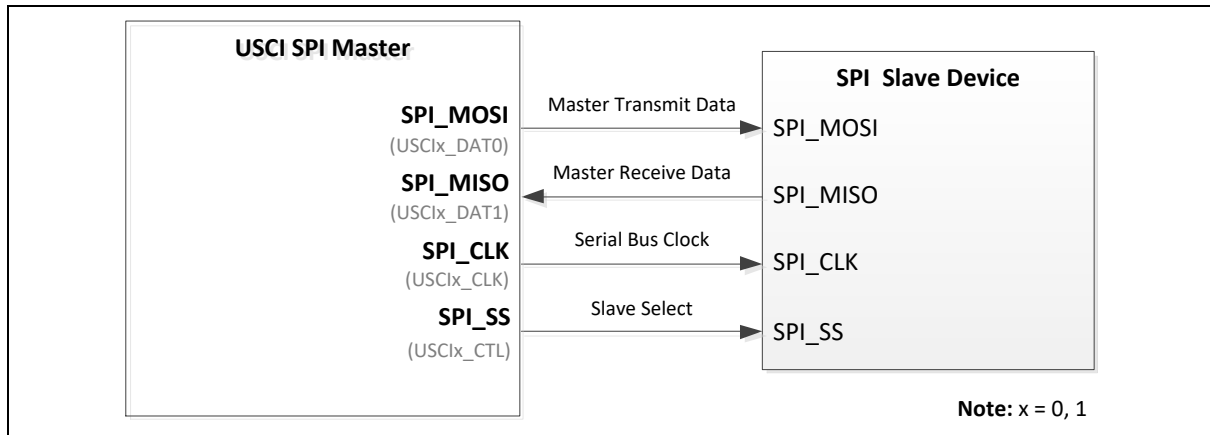 USCI SPI Master
SPI_MOSI
(USCIx_DAT0)
SPI_MISO
(USCIx_DAT1)
SPI_CLK
(USCIx_CLK)
SPI_SS
(USCIx_CTL)
Master Transmit Data
Master Receive Data
Serial Bus Clock
Slave Select
SPI Slave Device
SPI_MOSI
SPI_MISO
SPI_CLK
SPI_SS
Note: x = 0, 1